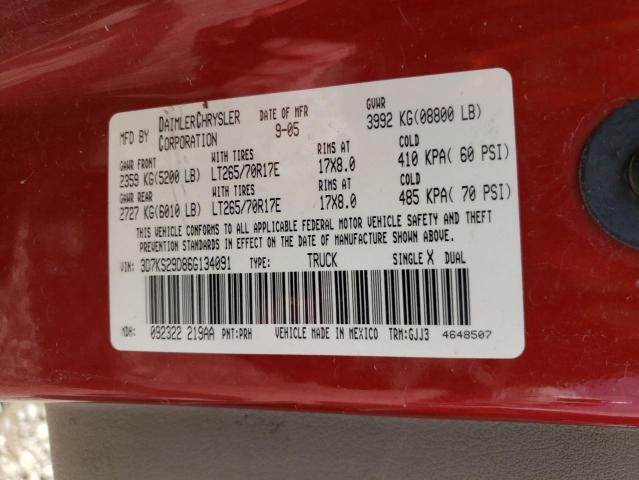 MFD BY DAIMLERCHRYSLER CORPORATION DATE OF MFR 9-05 GVWR 3992 KG(08800 LB)
GAWR FRONT WITH TIRES RIMS AT COLD
2359 KG(5200 LB) LT265/70R17E 17X8.0 410 KPA( 60 PSI)
GAWR REAR WITH TIRES RIMS AT COLD
2727 KG(6010 LB) LT265/70R17E 17X8.0 485 KPA( 70 PSI)
THIS VEHICLE CONFORMS TO ALL APPLICABLE FEDERAL MOTOR VEHICLE SAFETY AND THEFT
PREVENTION STANDARDS IN EFFECT ON THE DATE OF MANUFACTURE SHOWN ABOVE.
VIN: 3D7KS29D86G134091 TYPE: TRUCK SINGLE X DUAL
MDH: 092322 219AA PNT:PRH VEHICLE MADE IN MEXICO TRM:GJJ3 4648507